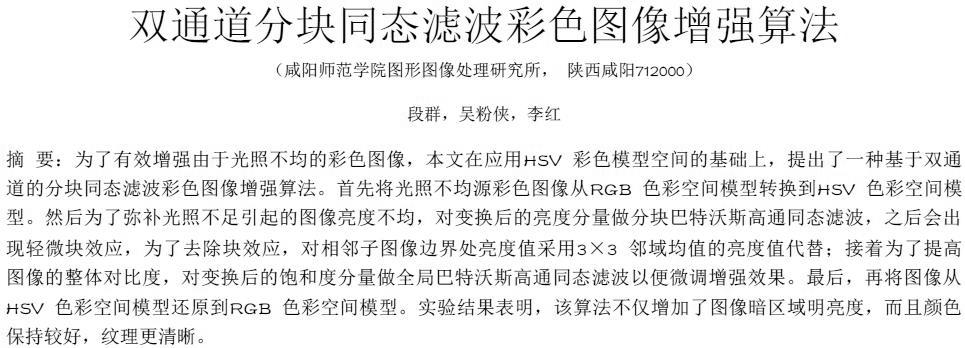 双通道分块同态滤波彩色图像增强算法
（咸阳师范学院图形图像处理研究所， 陕西咸阳712000）
段群，吴粉侠，李红
摘 要：为了有效增强由于光照不均的彩色图像，本文在应用HSV 彩色模型空间的基础上，提出了一种基于双通
道的分块同态滤波彩色图像增强算法。首先将光照不均源彩色图像从RGB 色彩空间模型转换到HSV 色彩空间模
型。然后为了弥补光照不足引起的图像亮度不均，对变换后的亮度分量做分块巴特沃斯高通同态滤波，之后会出
现轻微块效应，为了去除块效应，对相邻子图像边界处亮度值采用3×3 邻域均值的亮度值代替；接着为了提高
图像的整体对比度，对变换后的饱和度分量做全局巴特沃斯高通同态滤波以便微调增强效果。最后，再将图像从
HSV 色彩空间模型还原到RGB 色彩空间模型。实验结果表明，该算法不仅增加了图像暗区域明亮度，而且颜色
保持较好，纹理更清晰。